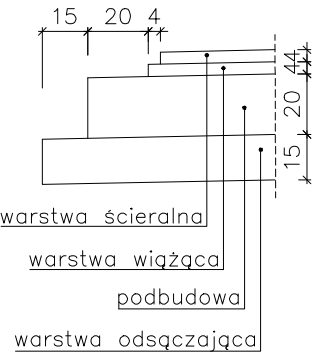 15 20 4
4
4
20
15
warstwa ścieralna
warstwa wiążąca
podbudowa
warstwa odsączająca